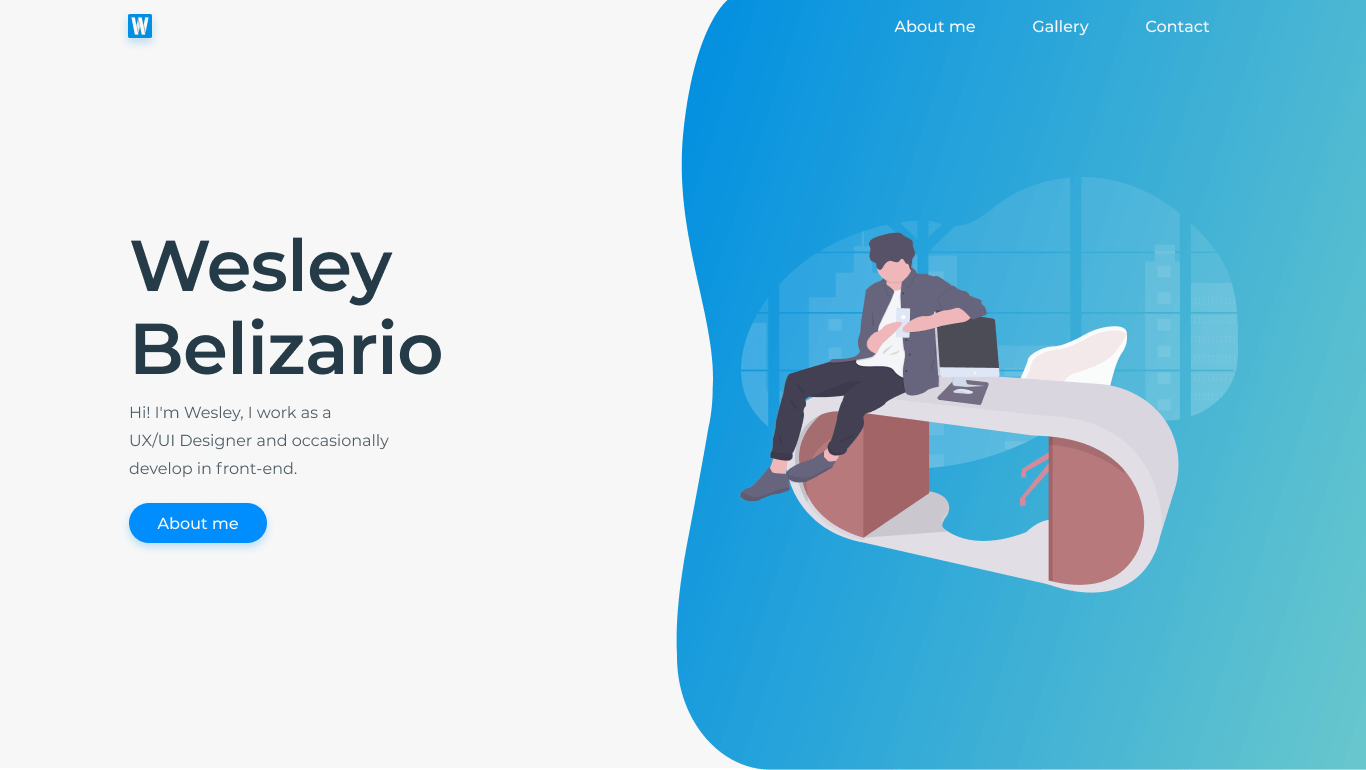 W
About me
Gallery
Contact
Wesley
Belizario
Hi! I'm Wesley, I work as a
UX/UI Designer and occasionally
develop in front-end.
About me